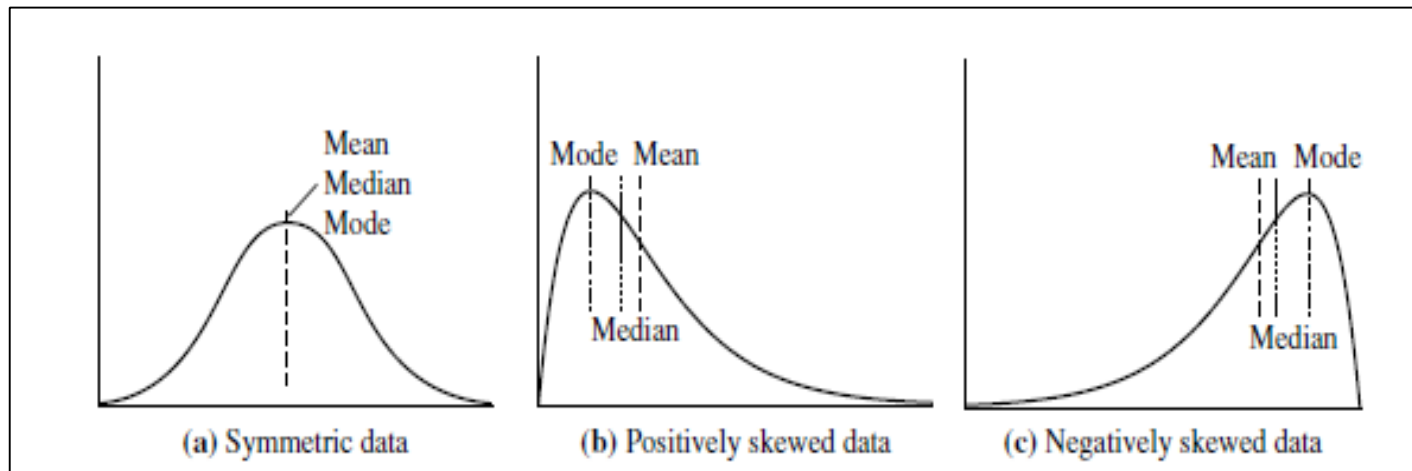 Mean
Median
Mode
(a) Symmetric data
Mode Mean
Median
(b) Positively skewed data
Mean Mode
Median
(c) Negatively skewed data